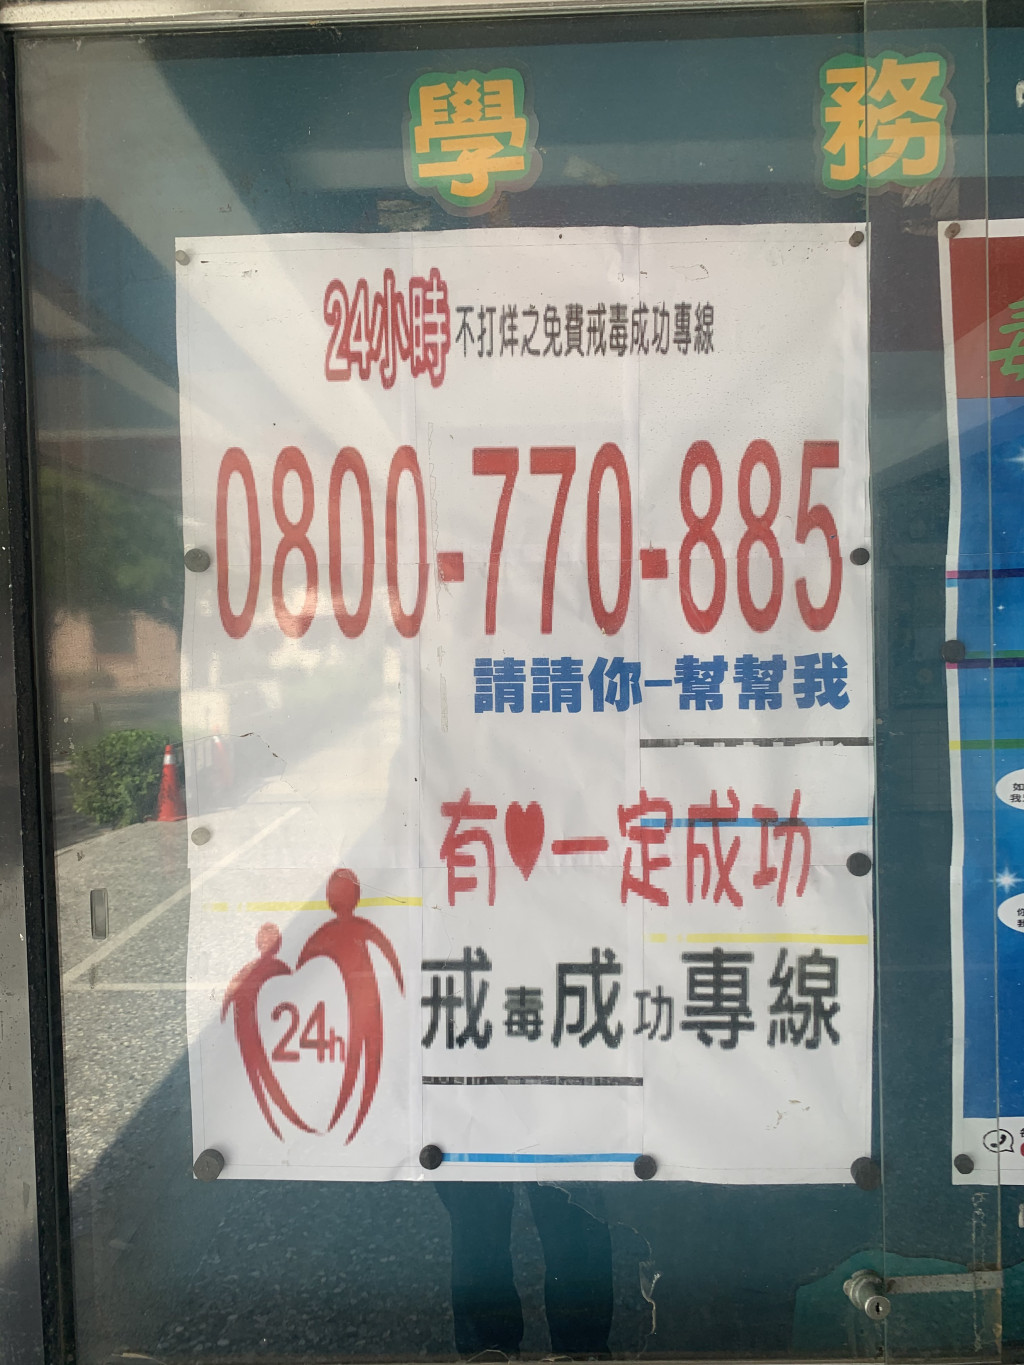 學 務
24小時不打烊之免費戒毒成功專線
0800-770-885
請請你-幫幫我
有♥一定成功
24h
戒毒成功專線